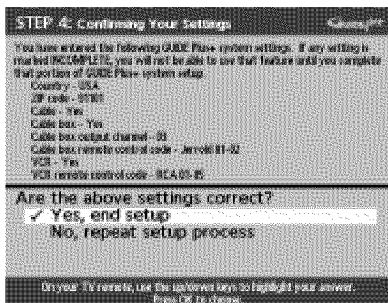 STEP 4: Confirming Your Settings
You have entered the following GUIDE Plus+ system settings. If any setting is
marked INCOMPLETE, you will not be able to use that feature until you complete
that portion of GUIDE Plus+ system setup
Country - USA
ZIP code -
Cable - Yes
Cable box - Yes
Cable box output channel - 03
Cable box remote control code - Jerrold 01-02
VCR - Yes
VCR remote control code - RCA
Are the above settings correct?
✓ Yes, end setup
No, repeat setup process
On your TV remote, use the up/down keys to highlight your answer.
Press OK to choose.